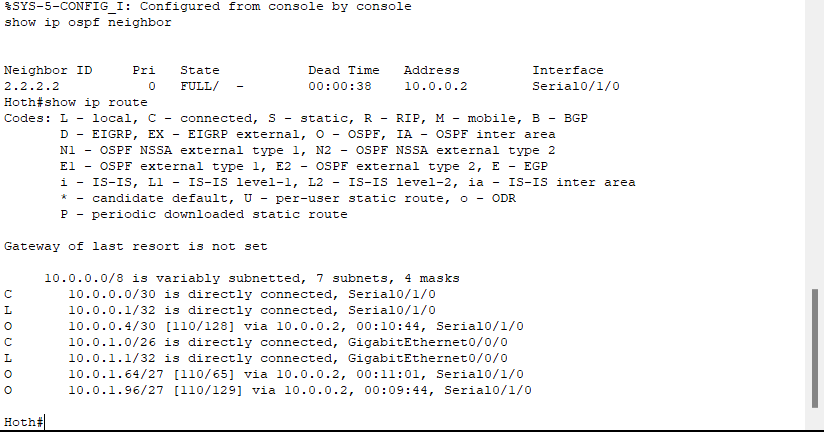 %SYS-5-CONFIG_I: Configured from console by console
show ip ospf neighbor
Neighbor ID     Pri   State           Dead Time   Address         Interface
2.2.2.2           0   FULL/  -        00:00:38    10.0.0.2        Serial0/1/0
Hoth#show ip route
Codes: L - local, C - connected, S - static, R - RIP, M - mobile, B - BGP
       D - EIGRP, EX - EIGRP external, O - OSPF, IA - OSPF inter area
       N1 - OSPF NSSA external type 1, N2 - OSPF NSSA external type 2
       E1 - OSPF external type 1, E2 - OSPF external type 2, E - EGP
       i - IS-IS, L1 - IS-IS level-1, L2 - IS-IS level-2, ia - IS-IS inter area
       * - candidate default, U - per-user static route, o - ODR
       P - periodic downloaded static route
Gateway of last resort is not set
     10.0.0.0/8 is variably subnetted, 7 subnets, 4 masks
C       10.0.0.0/30 is directly connected, Serial0/1/0
L       10.0.0.1/32 is directly connected, Serial0/1/0
O       10.0.0.4/30 [110/128] via 10.0.0.2, 00:10:44, Serial0/1/0
C       10.0.1.0/26 is directly connected, GigabitEthernet0/0/0
L       10.0.1.1/32 is directly connected, GigabitEthernet0/0/0
O       10.0.1.64/27 [110/65] via 10.0.0.2, 00:11:01, Serial0/1/0
O       10.0.1.96/27 [110/129] via 10.0.0.2, 00:09:44, Serial0/1/0
Hoth#